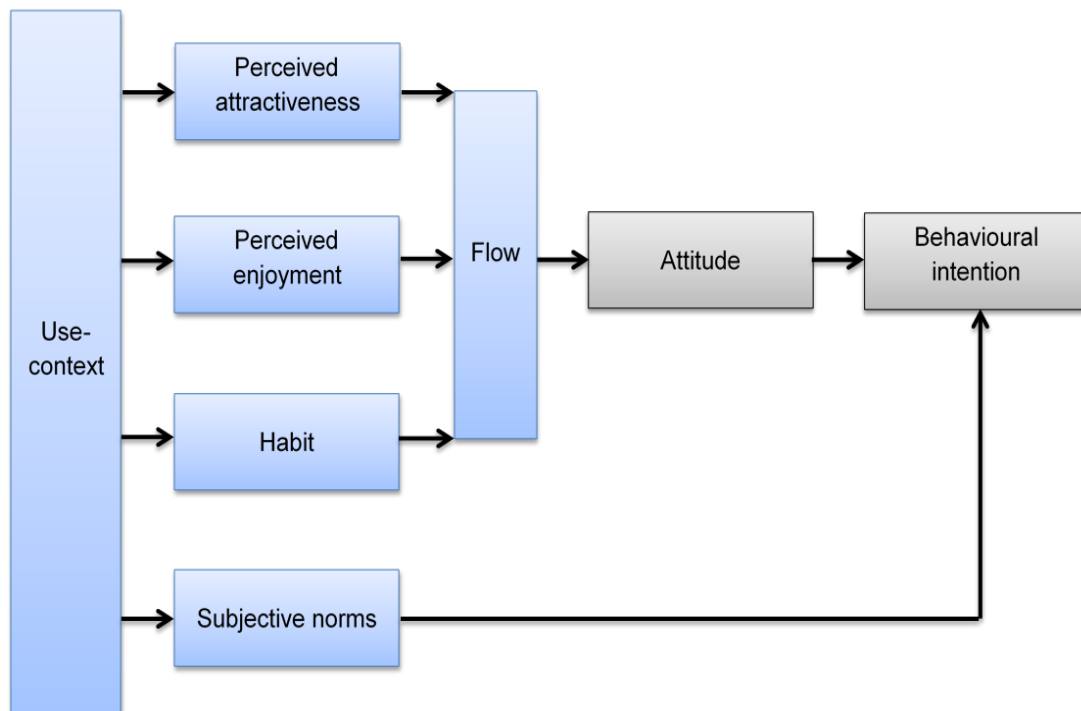 Use-
context
Perceived
attractiveness
Perceived
enjoyment
Habit
Subjective norms
Flow
Attitude
Behavioural
intention